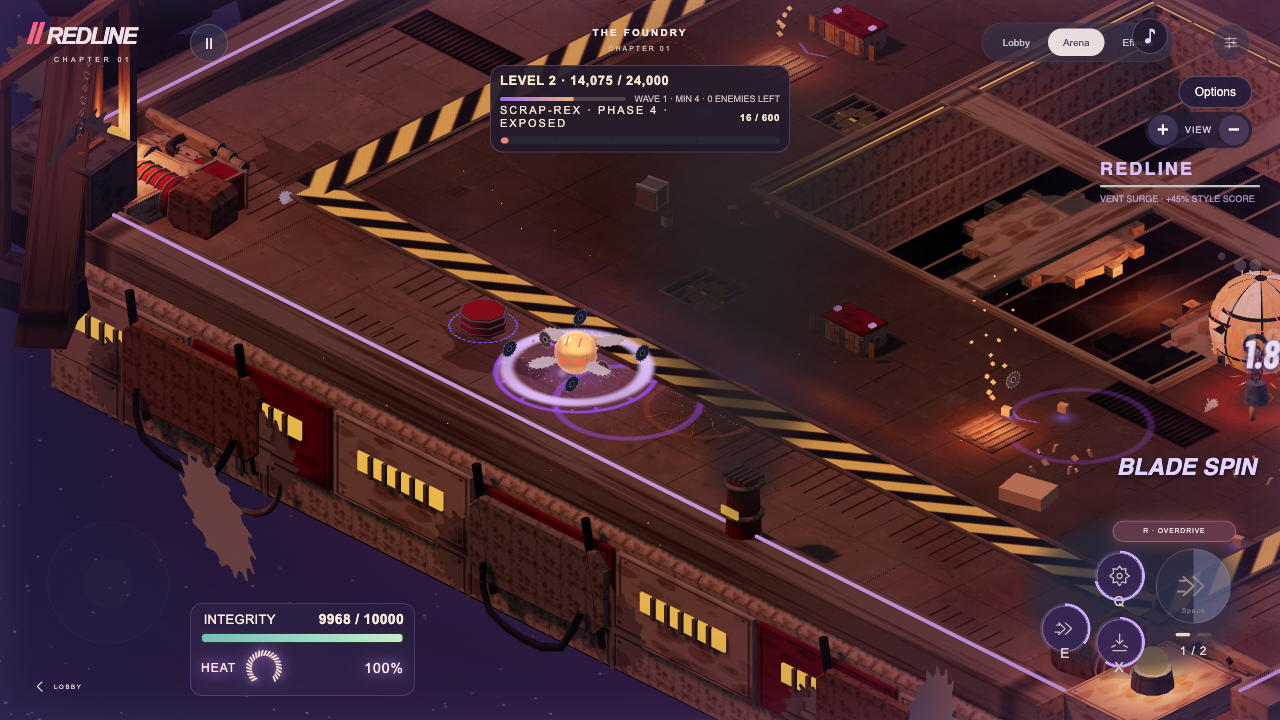 REDLINE
CHAPTER 01
THE FOUNDRY
CHAPTER 01
Lobby
Arena
LEVEL 2 · 14,075 / 24,000
WAVE 1 · MIN 4 · 0 ENEMIES LEFT
SCRAP-REX · PHASE 4 · EXPOSED
16 / 600
Options
+ VIEW −
REDLINE
VENT SURGE · +45% STYLE SCORE
1.8
BLADE SPIN
R · OVERDRIVE
Q
Space
E
X
1 / 2
INTEGRITY 9968 / 10000
HEAT 100%
LOBBY